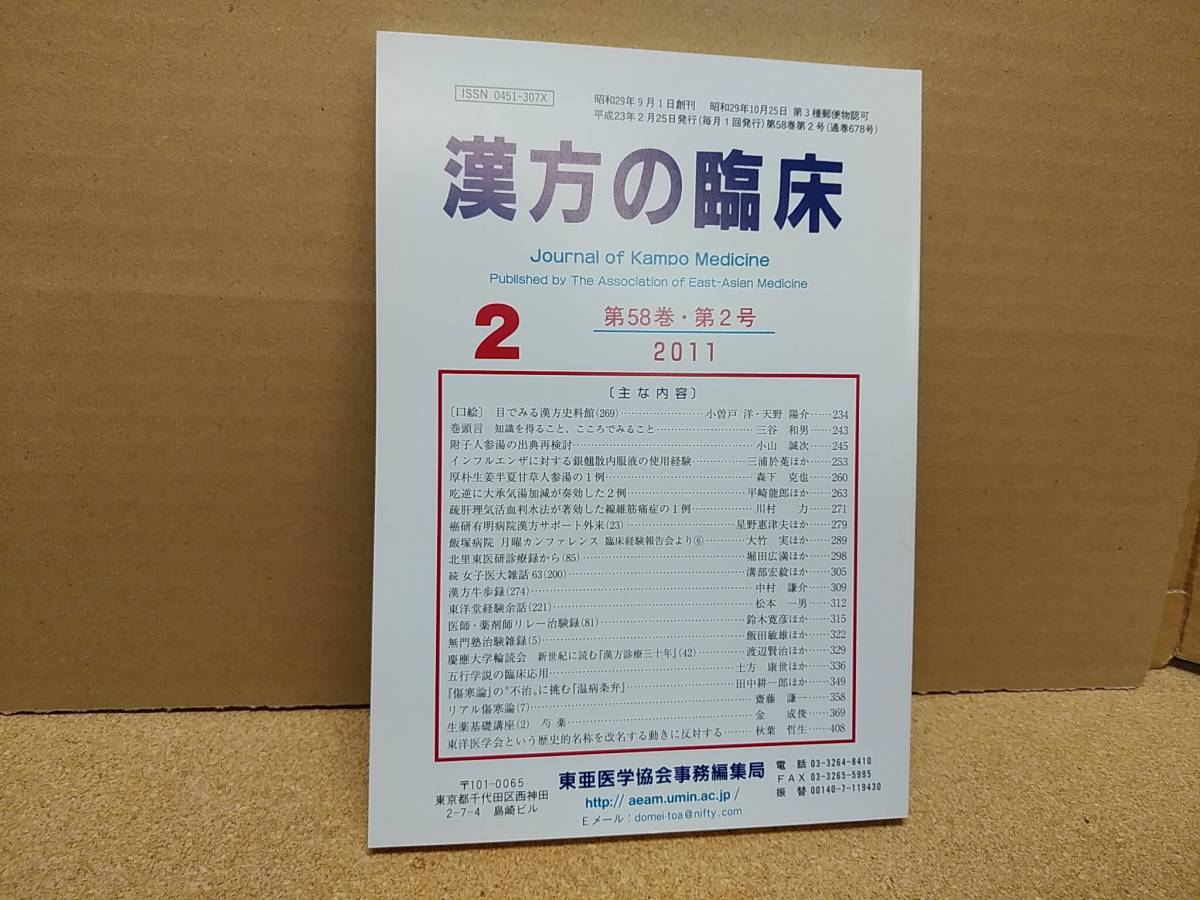 ISSN 0451-307X
昭和29年9月1日創刊 昭和29年10月25日 第3種郵便物認可
平成23年2月25日発行(毎月1回発行)第58巻第2号(通巻678号)
漢方の臨床
Journal of Kampo Medicine
Published by The Association of East-Asian Medicine
2
第58巻・第2号
2011
〔主な内容〕
〔口絵〕 目でみる漢方史料館(269)……………………小曽戸 洋・天野 陽介……234
巻頭言 知識を得ること、こころでみること………………………三谷 和男……243
附子人参湯の出典再検討………………………………………………小山 誠次……245
インフルエンザに対する銀翹散内服液の使用経験……………三浦於菟ほか……253
厚朴生姜半夏甘草人参湯の1例………………………………………森下 克也……260
吃逆に大承気湯加減が奏効した2例………………………………平崎能郎ほか……263
疏肝理気活血利水法が著効した線維筋痛症の1例………………川村 力……271
癌研有明病院漢方サポート外来(23)……………………………星野惠津夫ほか……279
飯塚病院 月曜カンファレンス 臨床経験報告会より⑥…………大竹 実ほか……289
北里東医研診療録から(85)…………………………………………堀田広満ほか……298
続 女子医大雑話 63(200)……………………………………………溝部宏毅ほか……305
漢方牛歩録(274)………………………………………………………中村 謙介……309
東洋堂経験余話(221)…………………………………………………松本 一男……312
医師・薬剤師リレー治験録(81)……………………………………鈴木寛彦ほか……315
無門塾治験雑録(5)……………………………………………………飯田敏雄ほか……322
慶應大学輪読会 新世紀に読む『漢方診療三十年』(42)…………渡辺賢治ほか……329
五行学説の臨床応用……………………………………………………土方 康世ほか……336
『傷寒論』の〝不治〟に挑む『温病条弁』…………………………田中耕一郎ほか……349
リアル傷寒論(7)………………………………………………………齋藤 謙一……358
生薬基礎講座(2) 芍薬…………………………………………………金 成俊……369
東洋医学会という歴史的名称を改名する動きに反対する………秋葉 哲生……408
〒101-0065
東京都千代田区西神田
2-7-4 島崎ビル
東亜医学協会事務編集局
http:// aeam.umin.ac.jp /
Eメール：domei-toa@nifty.com
電 話 03-3264-8410
FAX 03-3265-5995
振 替 00140-7-119430